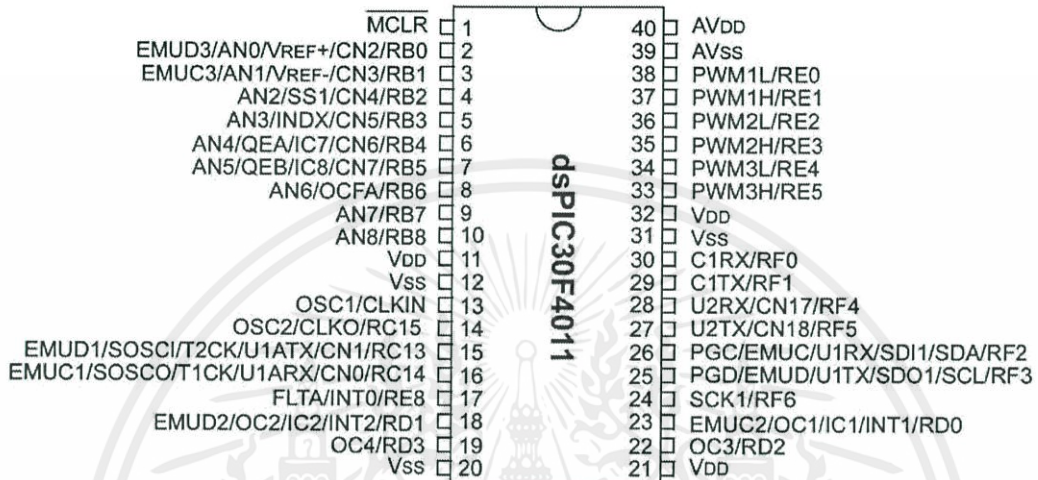 MCLR 1 40 AVDD
EMUD3/AN0/VREF+/CN2/RB0 2 39 AVSS
EMUC3/AN1/VREF-/CN3/RB1 3 38 PWM1L/RE0
AN2/SS1/CN4/RB2 4 37 PWM1H/RE1
AN3/INDX/CN5/RB3 5 36 PWM2L/RE2
AN4/QEA/IC7/CN6/RB4 6 35 PWM2H/RE3
AN5/QEB/IC8/CN7/RB5 7 34 PWM3L/RE4
AN6/OCFA/RB6 8 33 PWM3H/RE5
AN7/RB7 9 32 VDD
AN8/RB8 10 31 VSS
VDD 11 30 C1RX/RF0
VSS 12 29 C1TX/RF1
OSC1/CLKIN 13 28 U2RX/CN17/RF4
OSC2/CLKO/RC15 14 27 U2TX/CN18/RF5
EMUD1/SOSCI/T2CK/U1ATX/CN1/RC13 15 26 PGC/EMUC/U1RX/SDI1/SDA/RF2
EMUC1/SOSCO/T1CK/U1ARX/CN0/RC14 16 25 PGD/EMUD/U1TX/SDO1/SCL/RF3
FLTA/INT0/RE8 17 24 SCK1/RF6
EMUD2/OC2/IC2/INT2/RD1 18 23 EMUC2/OC1/IC1/INT1/RD0
OC4/RD3 19 22 OC3/RD2
VSS 20 21 VDD
dsPIC30F4011